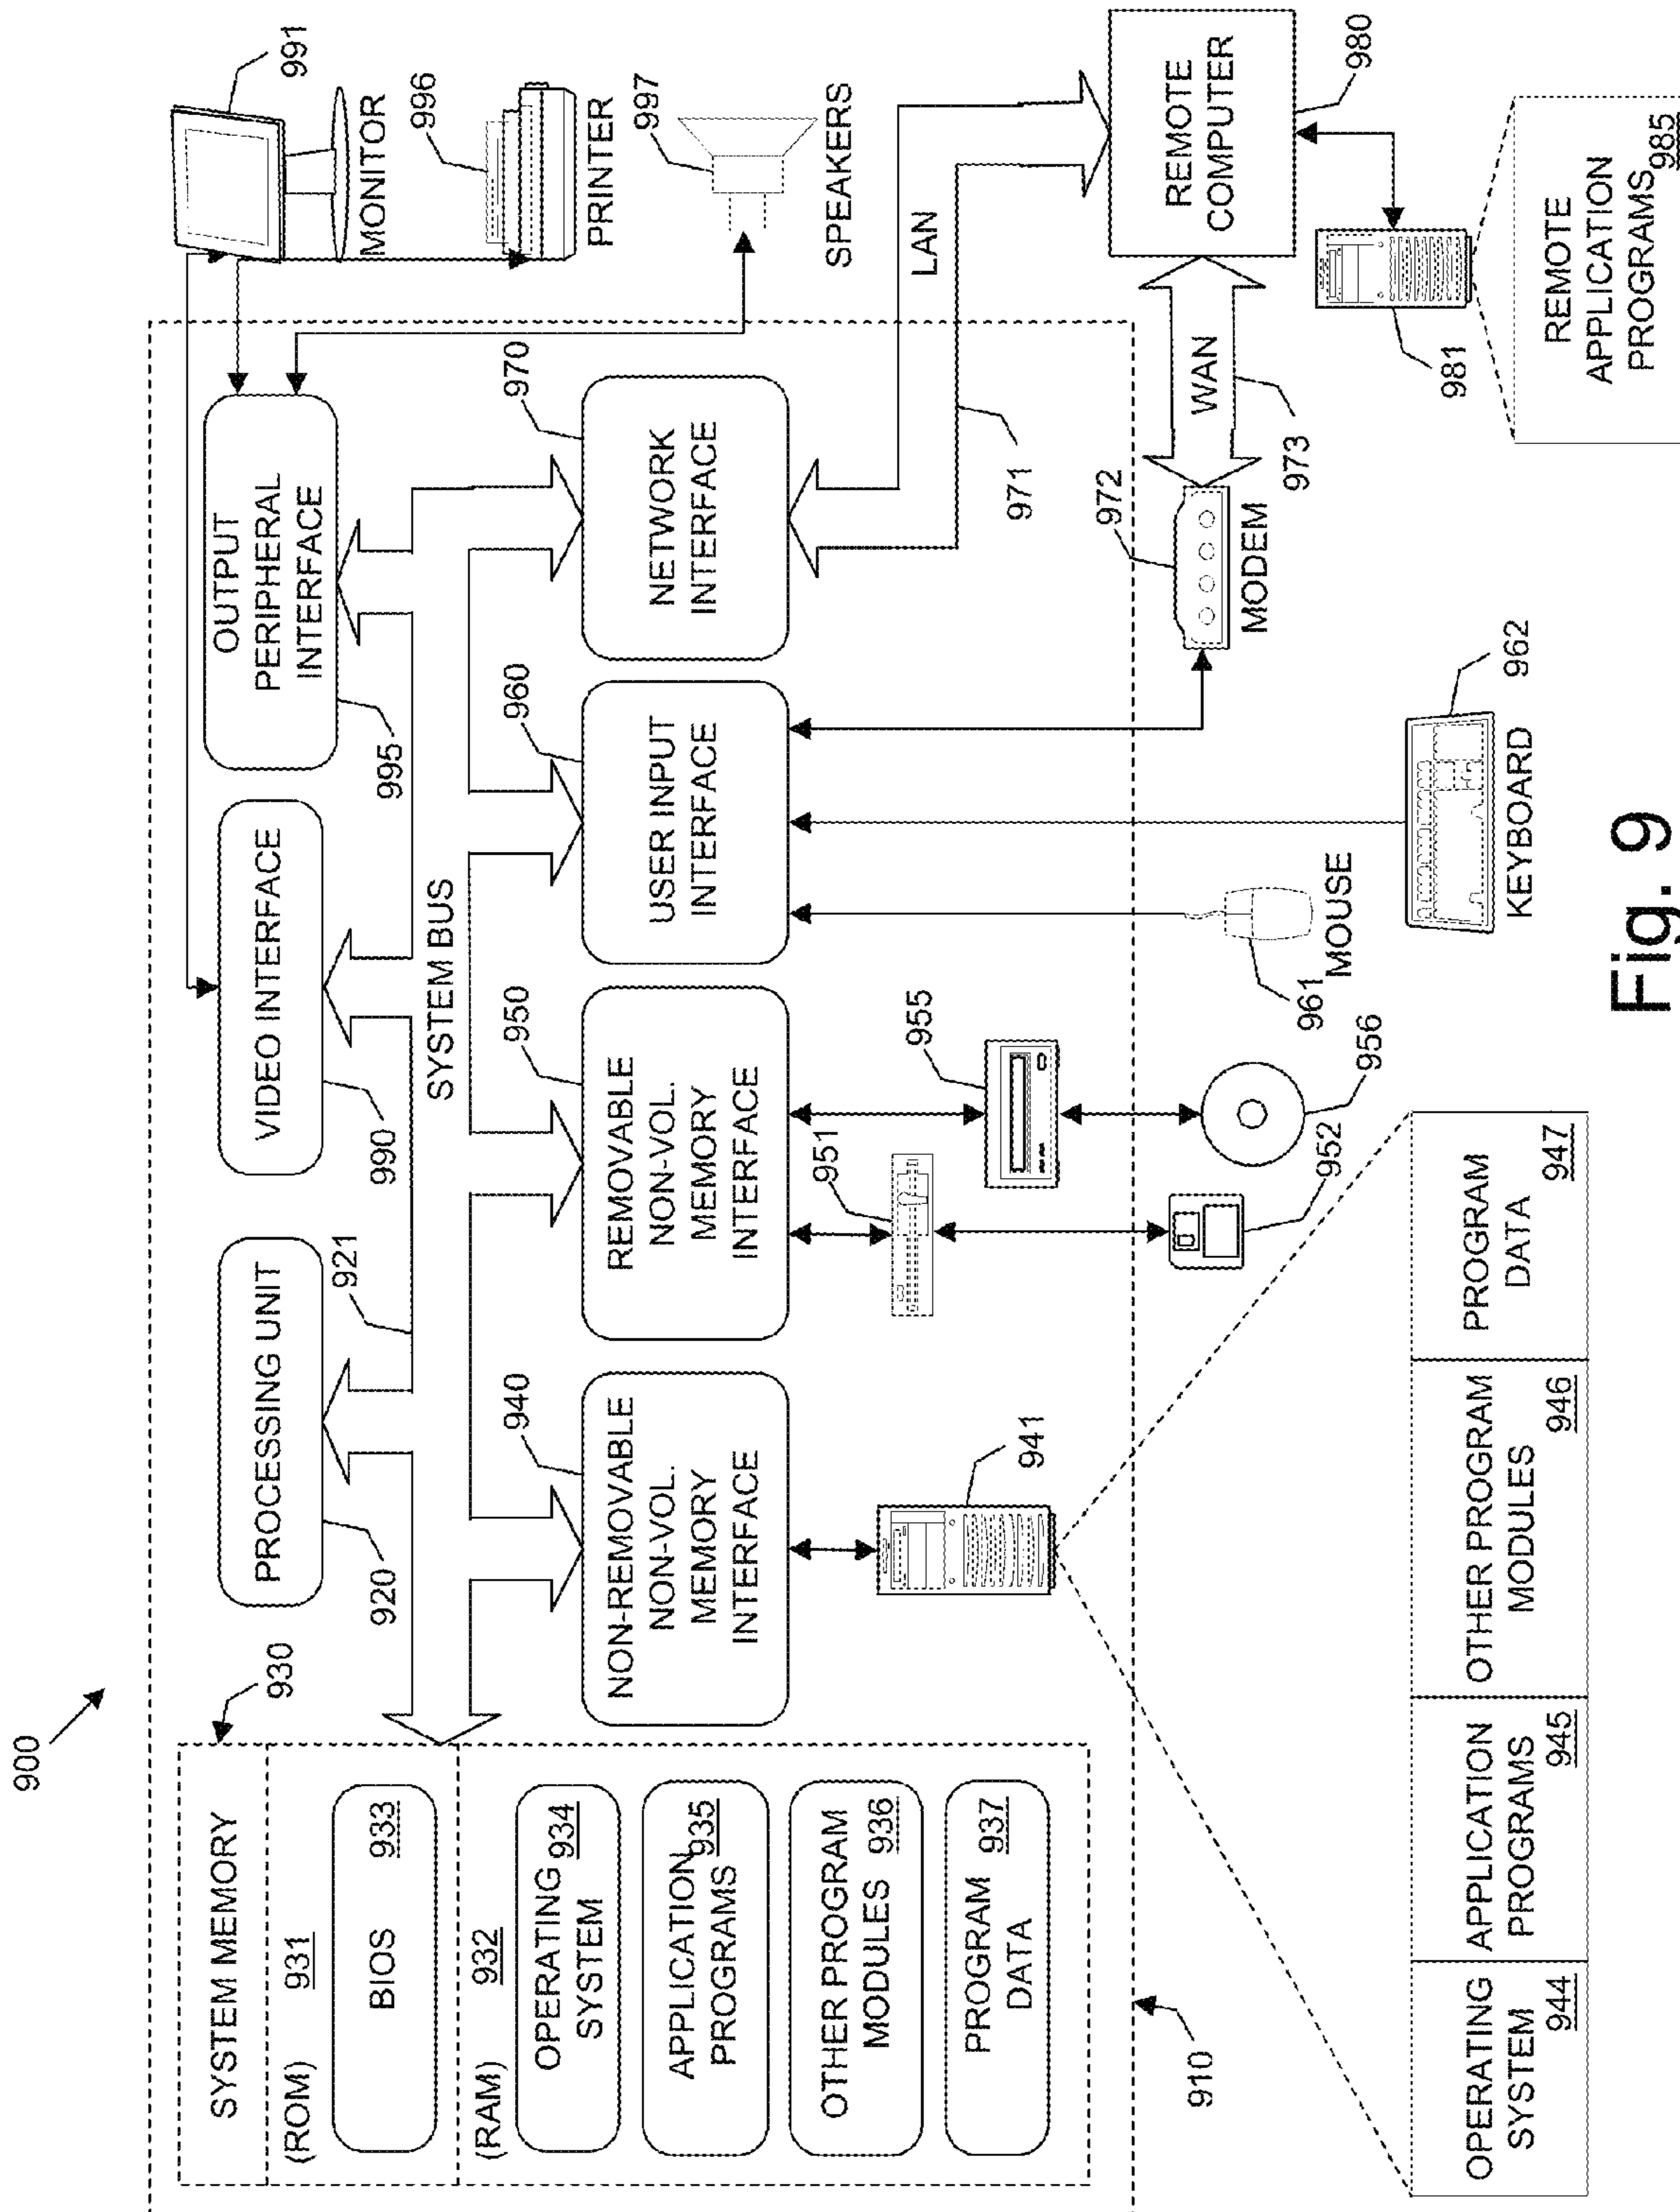 900
SYSTEM MEMORY
930
(ROM) 931
BIOS 933
(RAM) 932
OPERATING
SYSTEM 934
APPLICATION
PROGRAMS 935
OTHER PROGRAM
MODULES 936
PROGRAM
DATA 937
910
PROCESSING UNIT
920
921
VIDEO INTERFACE
990
OUTPUT
PERIPHERAL
INTERFACE
995
SYSTEM BUS
991
MONITOR
996
PRINTER
997
SPEAKERS
940
NON-REMOVABLE
NON-VOL.
MEMORY
INTERFACE
950
REMOVABLE
NON-VOL.
MEMORY
INTERFACE
960
USER INPUT
INTERFACE
970
NETWORK
INTERFACE
941
951
955
952
956
961
MOUSE
962
KEYBOARD
972
MODEM
971
LAN
WAN
973
REMOTE
COMPUTER
980
981
REMOTE
APPLICATION
PROGRAMS 985
OPERATING
SYSTEM 944
APPLICATION
PROGRAMS 945
OTHER PROGRAM
MODULES 946
PROGRAM
DATA 947
Fig. 9